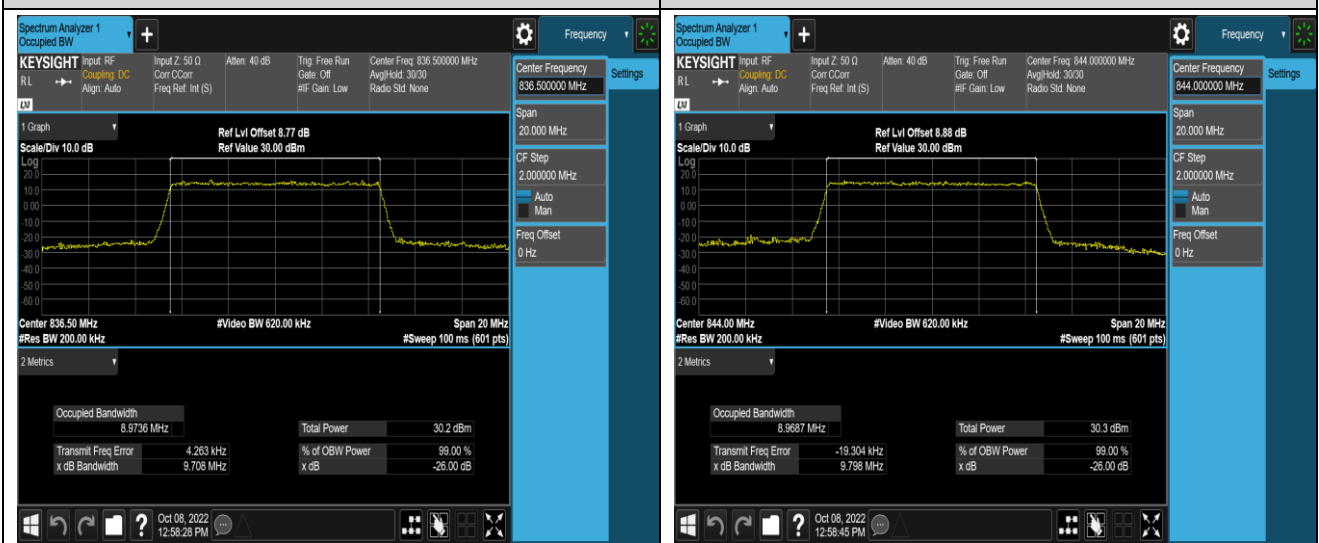 Spectrum Analyzer 1
Occupied BW
+
Frequency
KEYSIGHT
RL
LXI
Input: RF
Coupling: DC
Align: Auto
Input Z: 50 Ω
Corr CCorr
Freq Ref: Int (S)
Atten: 40 dB
Trig: Free Run
Gate: Off
#IF Gain: Low
Center Freq: 836.500000 MHz
Avg|Hold: 30/30
Radio Std: None
Center Frequency
836.500000 MHz
Settings
Span
20.000 MHz
CF Step
2.000000 MHz
Auto
Man
Freq Offset
0 Hz
1 Graph
Ref Lvl Offset 8.77 dB
Scale/Div 10.0 dB
Ref Value 30.00 dBm
Log
20.0
10.0
0.00
-10.0
-20.0
-30.0
-40.0
-50.0
-60.0
Center 836.50 MHz
#Video BW 620.00 kHz
Span 20 MHz
#Res BW 200.00 kHz
#Sweep 100 ms (601 pts)
2 Metrics
Occupied Bandwidth
8.9736 MHz
Total Power 30.2 dBm
Transmit Freq Error 4.263 kHz
% of OBW Power 99.00 %
x dB Bandwidth 9.708 MHz
x dB -26.00 dB
?
Oct 08, 2022
12:58:28 PM
Spectrum Analyzer 1
Occupied BW
+
Frequency
KEYSIGHT
RL
LXI
Input: RF
Coupling: DC
Align: Auto
Input Z: 50 Ω
Corr CCorr
Freq Ref: Int (S)
Atten: 40 dB
Trig: Free Run
Gate: Off
#IF Gain: Low
Center Freq: 844.000000 MHz
Avg|Hold: 30/30
Radio Std: None
Center Frequency
844.000000 MHz
Settings
Span
20.000 MHz
CF Step
2.000000 MHz
Auto
Man
Freq Offset
0 Hz
1 Graph
Ref Lvl Offset 8.88 dB
Scale/Div 10.0 dB
Ref Value 30.00 dBm
Log
20.0
10.0
0.00
-10.0
-20.0
-30.0
-40.0
-50.0
-60.0
Center 844.00 MHz
#Video BW 620.00 kHz
Span 20 MHz
#Res BW 200.00 kHz
#Sweep 100 ms (601 pts)
2 Metrics
Occupied Bandwidth
8.9687 MHz
Total Power 30.3 dBm
Transmit Freq Error -19.304 kHz
% of OBW Power 99.00 %
x dB Bandwidth 9.798 MHz
x dB -26.00 dB
?
Oct 08, 2022
12:58:45 PM